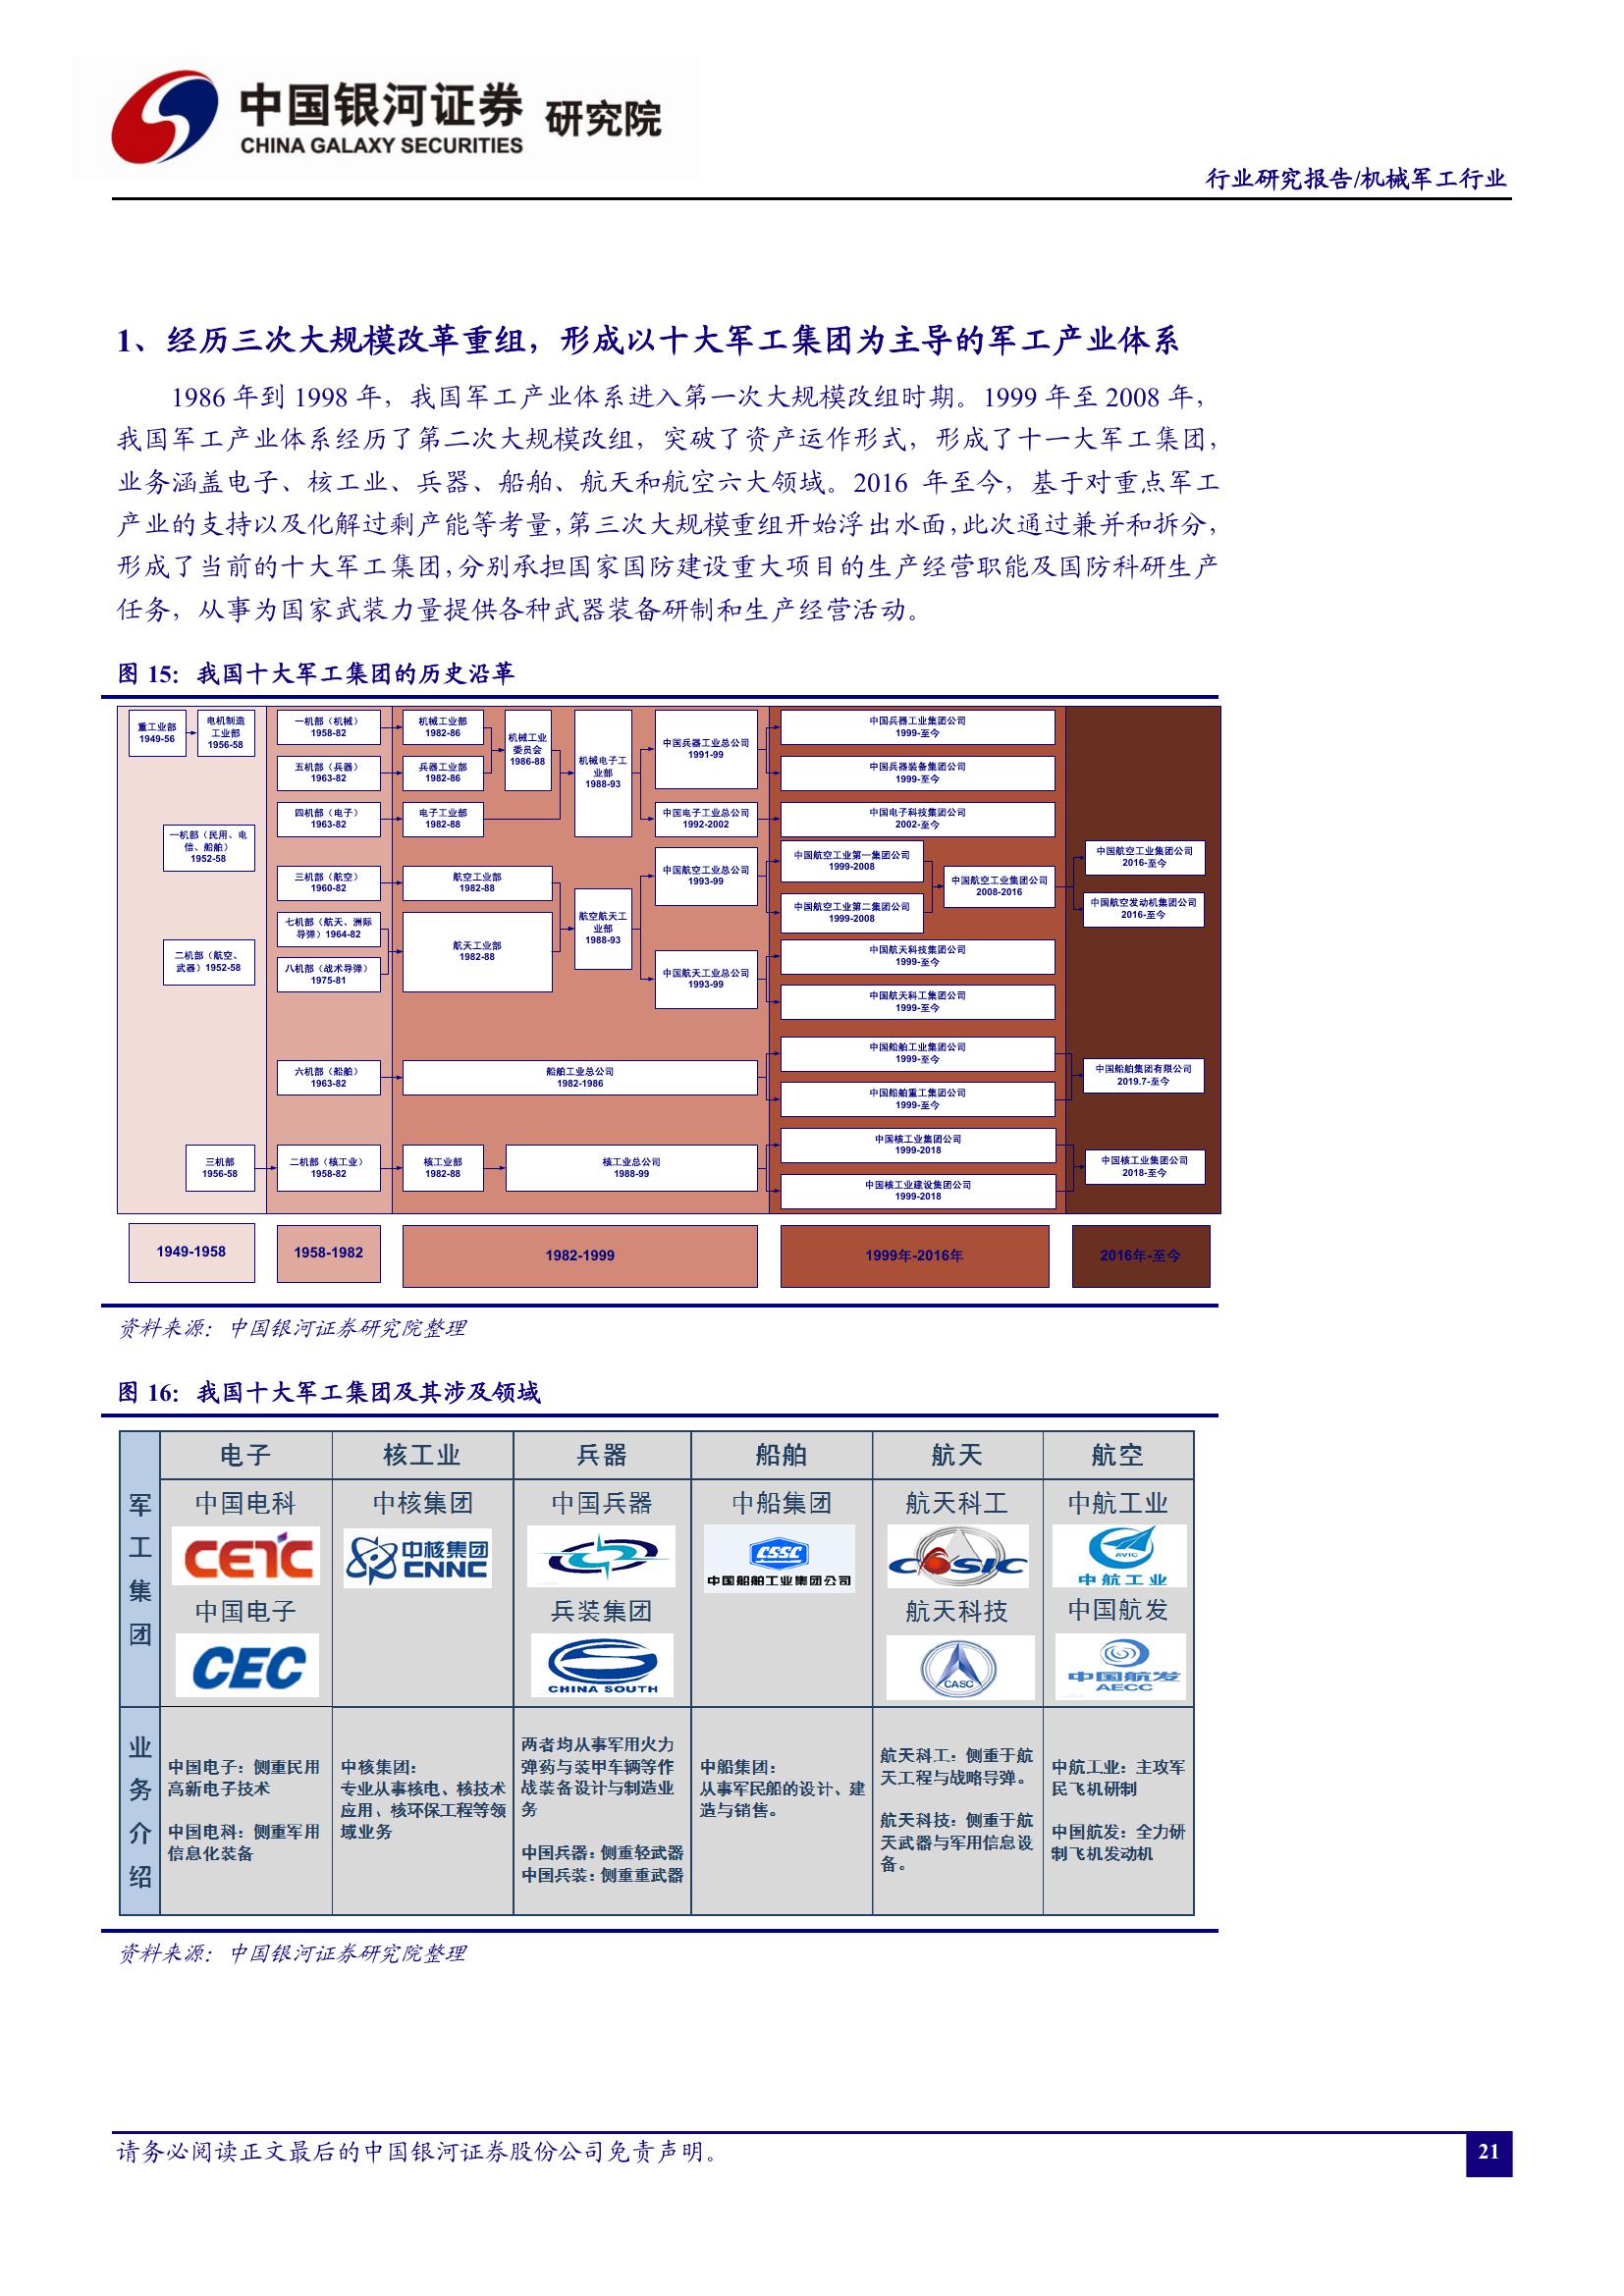 中国银河证券 研究院
CHINA GALAXY SECURITIES
行业研究报告/机械军工行业
1、经历三次大规模改革重组，形成以十大军工集团为主导的军工产业体系
1986 年到 1998 年，我国军工产业体系进入第一次大规模改组时期。1999 年至 2008 年，
我国军工产业体系经历了第二次大规模改组，突破了资产运作形式，形成了十一大军工集团，
业务涵盖电子、核工业、兵器、船舶、航天和航空六大领域。2016 年至今，基于对重点军工
产业的支持以及化解过剩产能等考量，第三次大规模重组开始浮出水面，此次通过兼并和拆分，
形成了当前的十大军工集团，分别承担国家国防建设重大项目的生产经营职能及国防科研生产
任务，从事为国家武装力量提供各种武器装备研制和生产经营活动。
图 15：我国十大军工集团的历史沿革
重工业部
1949-56
电机制造
工业部
1956-58
一机部（民用、电
信、船舶）
1952-58
二机部（航空、
武器）1952-58
三机部
1956-58
一机部（机械）
1958-82
五机部（兵器）
1963-82
四机部（电子）
1963-82
三机部（航空）
1960-82
七机部（航天、洲际
导弹）1964-82
八机部（战术导弹）
1975-81
六机部（船舶）
1963-82
二机部（核工业）
1958-82
机械工业部
1982-86
兵器工业部
1982-86
电子工业部
1982-88
航空工业部
1982-88
航天工业部
1982-88
船舶工业总公司
1982-1986
核工业部
1982-88
核工业总公司
1988-99
机械工业
委员会
1986-88
机械电子工
业部
1988-93
航空航天工
业部
1988-93
中国兵器工业总公司
1991-99
中国电子工业总公司
1992-2002
中国航空工业总公司
1993-99
中国航天工业总公司
1993-99
中国兵器工业集团公司
1999-至今
中国兵器装备集团公司
1999-至今
中国电子科技集团公司
2002-至今
中国航空工业第一集团公司
1999-2008
中国航空工业第二集团公司
1999-2008
中国航空工业集团公司
2008-2016
中国航天科技集团公司
1999-至今
中国航天科工集团公司
1999-至今
中国船舶工业集团公司
1999-至今
中国船舶重工集团公司
1999-至今
中国核工业集团公司
1999-2018
中国核工业建设集团公司
1999-2018
中国航空工业集团公司
2016-至今
中国航空发动机集团公司
2016-至今
中国船舶集团有限公司
2019.7-至今
中国核工业集团公司
2018-至今
1949-1958
1958-1982
1982-1999
1999年-2016年
2016年-至今
资料来源：中国银河证券研究院整理
图 16：我国十大军工集团及其涉及领域
军工集团
电子
核工业
兵器
船舶
航天
航空
中国电科
CETC
中国电子
CEC
中核集团
中核集团
CNNC
中国兵器
兵装集团
CHINA SOUTH
中船集团
CSSC
中国船舶工业集团公司
航天科工
CASIC
航天科技
CASC
中航工业
AVIC
中航工业
中国航发
中国航发
AECC
业务介绍
中国电子：侧重民用
高新电子技术
中国电科：侧重军用
信息化装备
中核集团：
专业从事核电、核技术
应用、核环保工程等领
域业务
两者均从事军用火力
弹药与装甲车辆等作
战装备设计与制造业
务
中国兵器：侧重轻武器
中国兵装：侧重重武器
中船集团：
从事军民船的设计、建
造与销售。
航天科工：侧重于航
天工程与战略导弹。
航天科技：侧重于航
天武器与军用信息设
备。
中航工业：主攻军
民飞机研制
中国航发：全力研
制飞机发动机
资料来源：中国银河证券研究院整理
请务必阅读正文最后的中国银河证券股份公司免责声明。
21